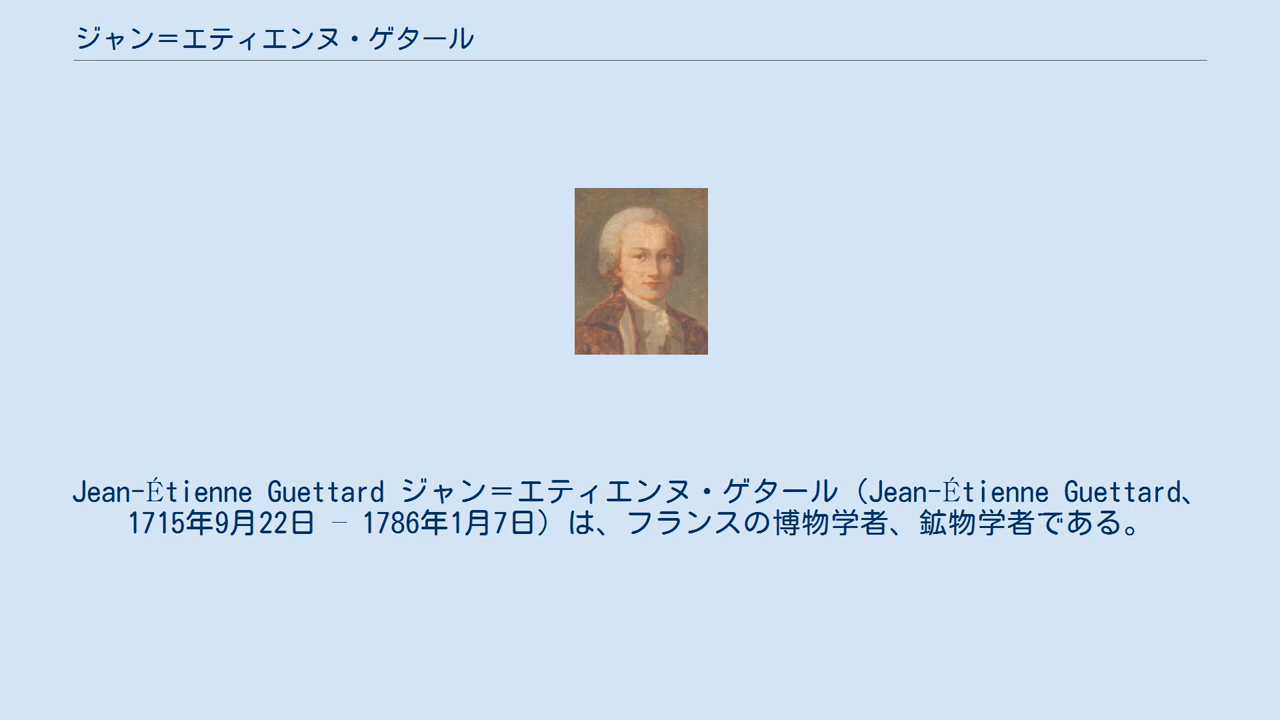 ジャン＝エティエンヌ・ゲタール
Jean-Étienne Guettard ジャン＝エティエンヌ・ゲタール（Jean-Étienne Guettard、
1715年9月22日 – 1786年1月7日）は、フランスの博物学者、鉱物学者である。